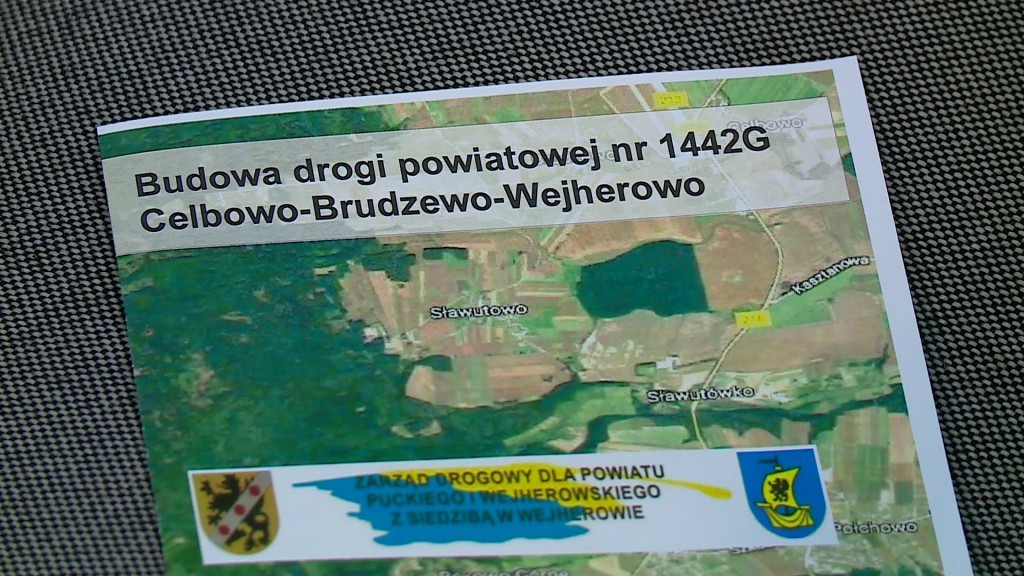 Celbowo
Budowa drogi powiatowej nr 1442G
Celbowo-Brudzewo-Wejherowo
Kasztanowa
Sławutowo
Sławutówko
ZARZĄD DROGOWY DLA POWIATU
PUCKIEGO I WEJHEROWSKIEGO
Z SIEDZIBĄ W WEJHEROWIE
Połchowo